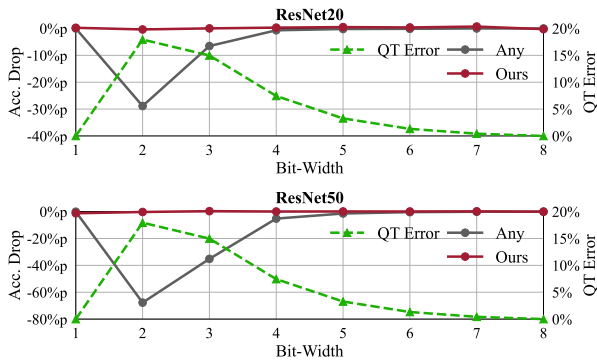 ResNet20
0%p
-10%p
-20%p
-30%p
-40%p
Acc. Drop
QT Error
Any
Ours
20%
15%
10%
5%
0%
QT Error
1 2 3 4 5 6 7 8
Bit-Width
ResNet50
0%p
-20%p
-40%p
-60%p
-80%p
Acc. Drop
QT Error
Any
Ours
20%
15%
10%
5%
0%
QT Error
1 2 3 4 5 6 7 8
Bit-Width